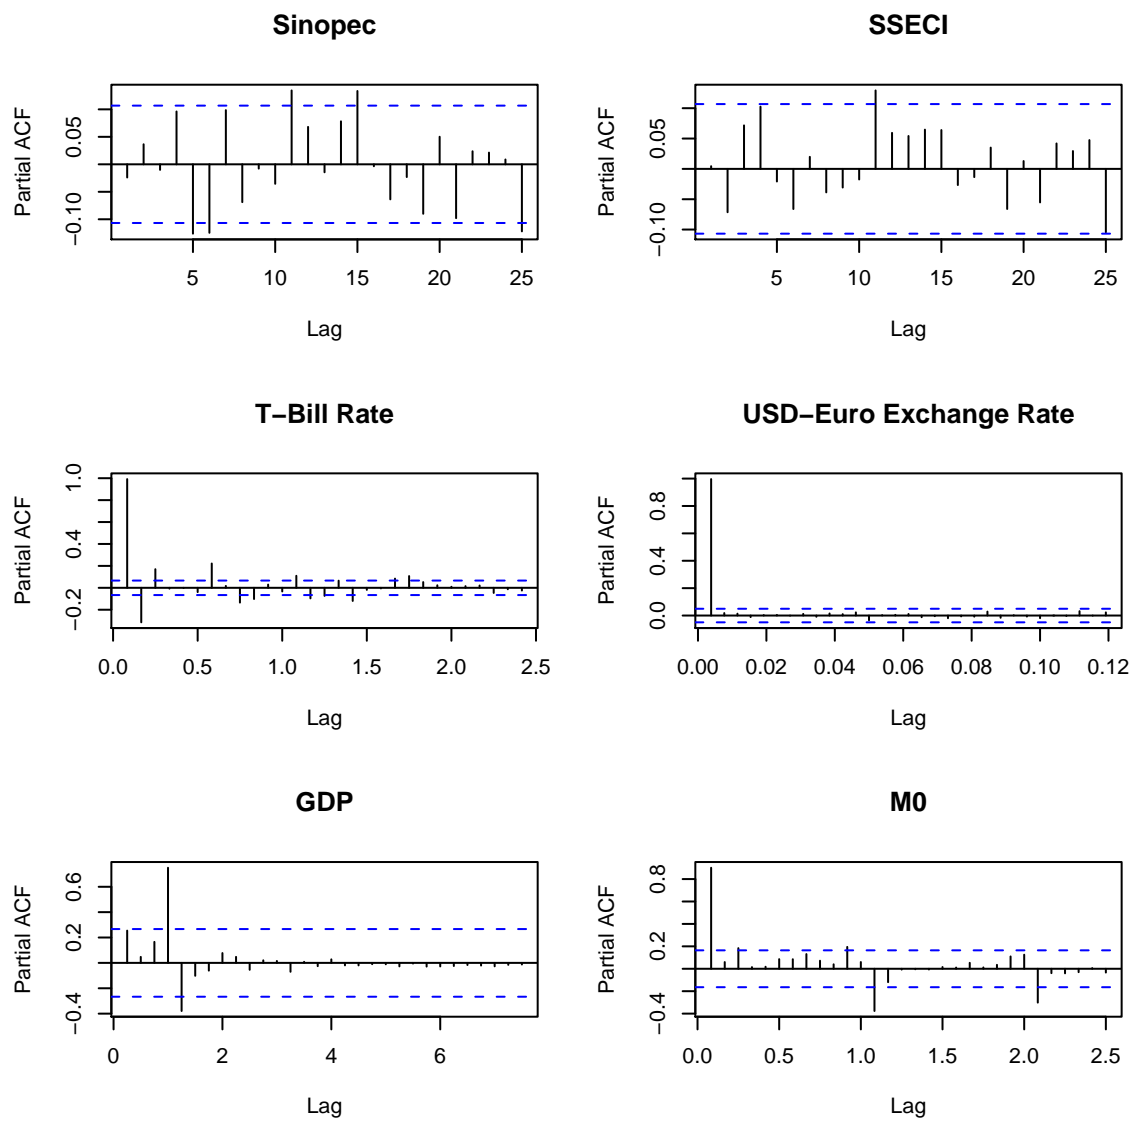 Sinopec
Partial ACF
0.05
−0.10
5 10 15 20 25
Lag
SSECI
Partial ACF
0.05
−0.10
5 10 15 20 25
Lag
T−Bill Rate
Partial ACF
1.0
0.4
−0.2
0.0 0.5 1.0 1.5 2.0 2.5
Lag
USD−Euro Exchange Rate
Partial ACF
0.8
0.4
0.0
0.00 0.02 0.04 0.06 0.08 0.10 0.12
Lag
GDP
Partial ACF
0.6
0.2
−0.4
0 2 4 6
Lag
M0
Partial ACF
0.8
0.2
−0.4
0.0 0.5 1.0 1.5 2.0 2.5
Lag